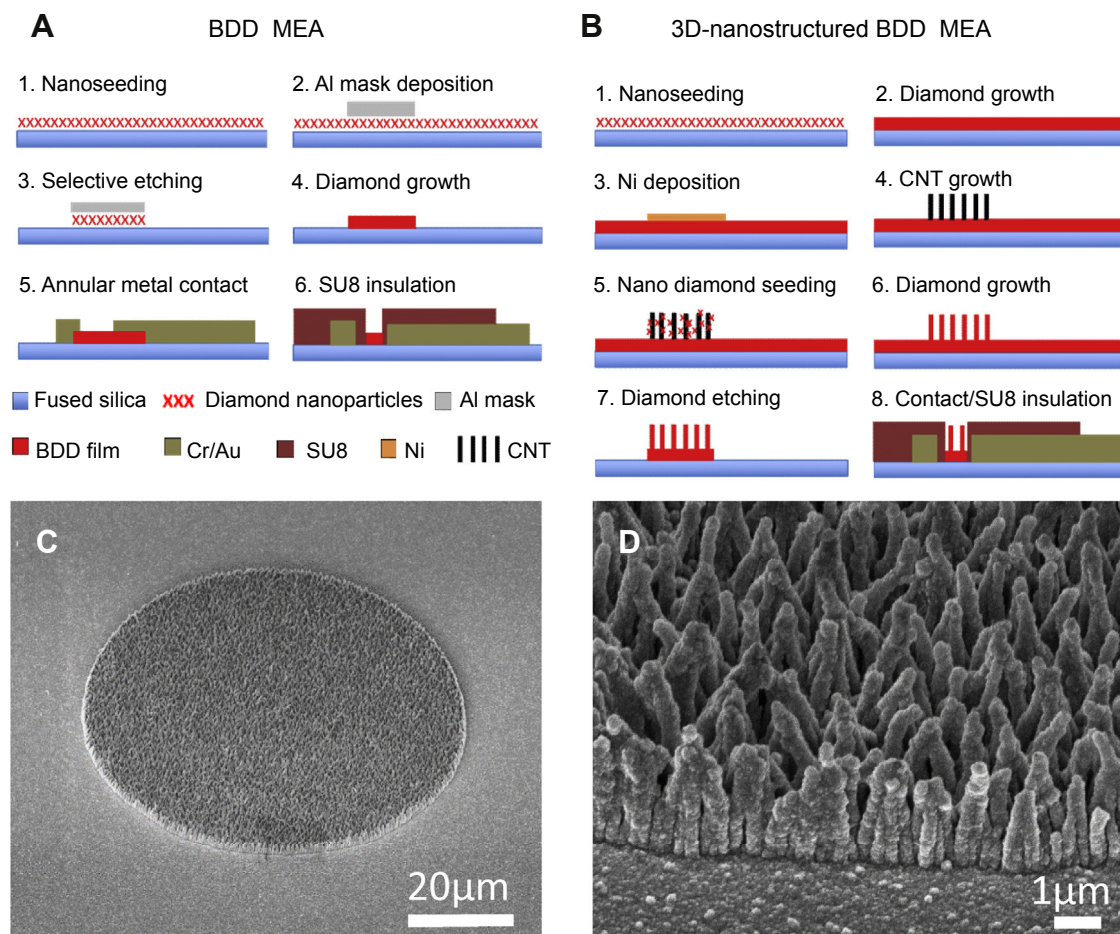 A
BDD MEA
1. Nanoseeding
2. Al mask deposition
3. Selective etching
4. Diamond growth
5. Annular metal contact
6. SU8 insulation
Fused silica
Diamond nanoparticles
Al mask
BDD film
Cr/Au
SU8
Ni
CNT
B
3D-nanostructured BDD MEA
1. Nanoseeding
2. Diamond growth
3. Ni deposition
4. CNT growth
5. Nano diamond seeding
6. Diamond growth
7. Diamond etching
8. Contact/SU8 insulation
C
20μm
D
1μm